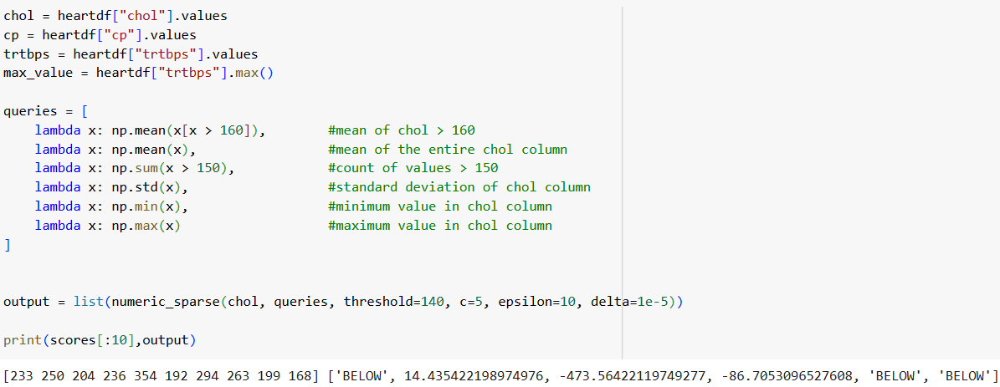 chol = heartdf["chol"].values
cp = heartdf["cp"].values
trtbps = heartdf["trtbps"].values
max_value = heartdf["trtbps"].max()
queries = [
    lambda x: np.mean(x[x > 160]),        #mean of chol > 160
    lambda x: np.mean(x),                 #mean of the entire chol column
    lambda x: np.sum(x > 150),            #count of values > 150
    lambda x: np.std(x),                  #standard deviation of chol column
    lambda x: np.min(x),                  #minimum value in chol column
    lambda x: np.max(x)                   #maximum value in chol column
]
output = list(numeric_sparse(chol, queries, threshold=140, c=5, epsilon=10, delta=1e-5))
print(scores[:10],output)
[233 250 204 236 354 192 294 263 199 168] ['BELOW', 14.435422198974976, -473.56422119749277, -86.7053096527608, 'BELOW', 'BELOW']